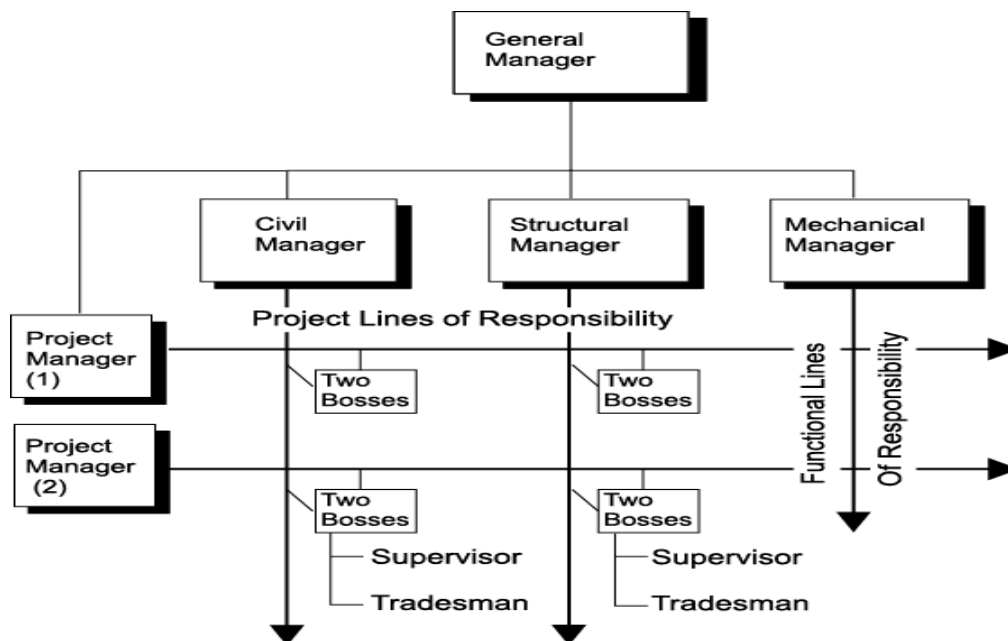 General
Manager
Civil
Manager
Structural
Manager
Mechanical
Manager
Project Lines of Responsibility
Project
Manager
(1)
Two
Bosses
Two
Bosses
Functional Lines
Of Responsibility
Project
Manager
(2)
Two
Bosses
Two
Bosses
Supervisor
Supervisor
Tradesman
Tradesman